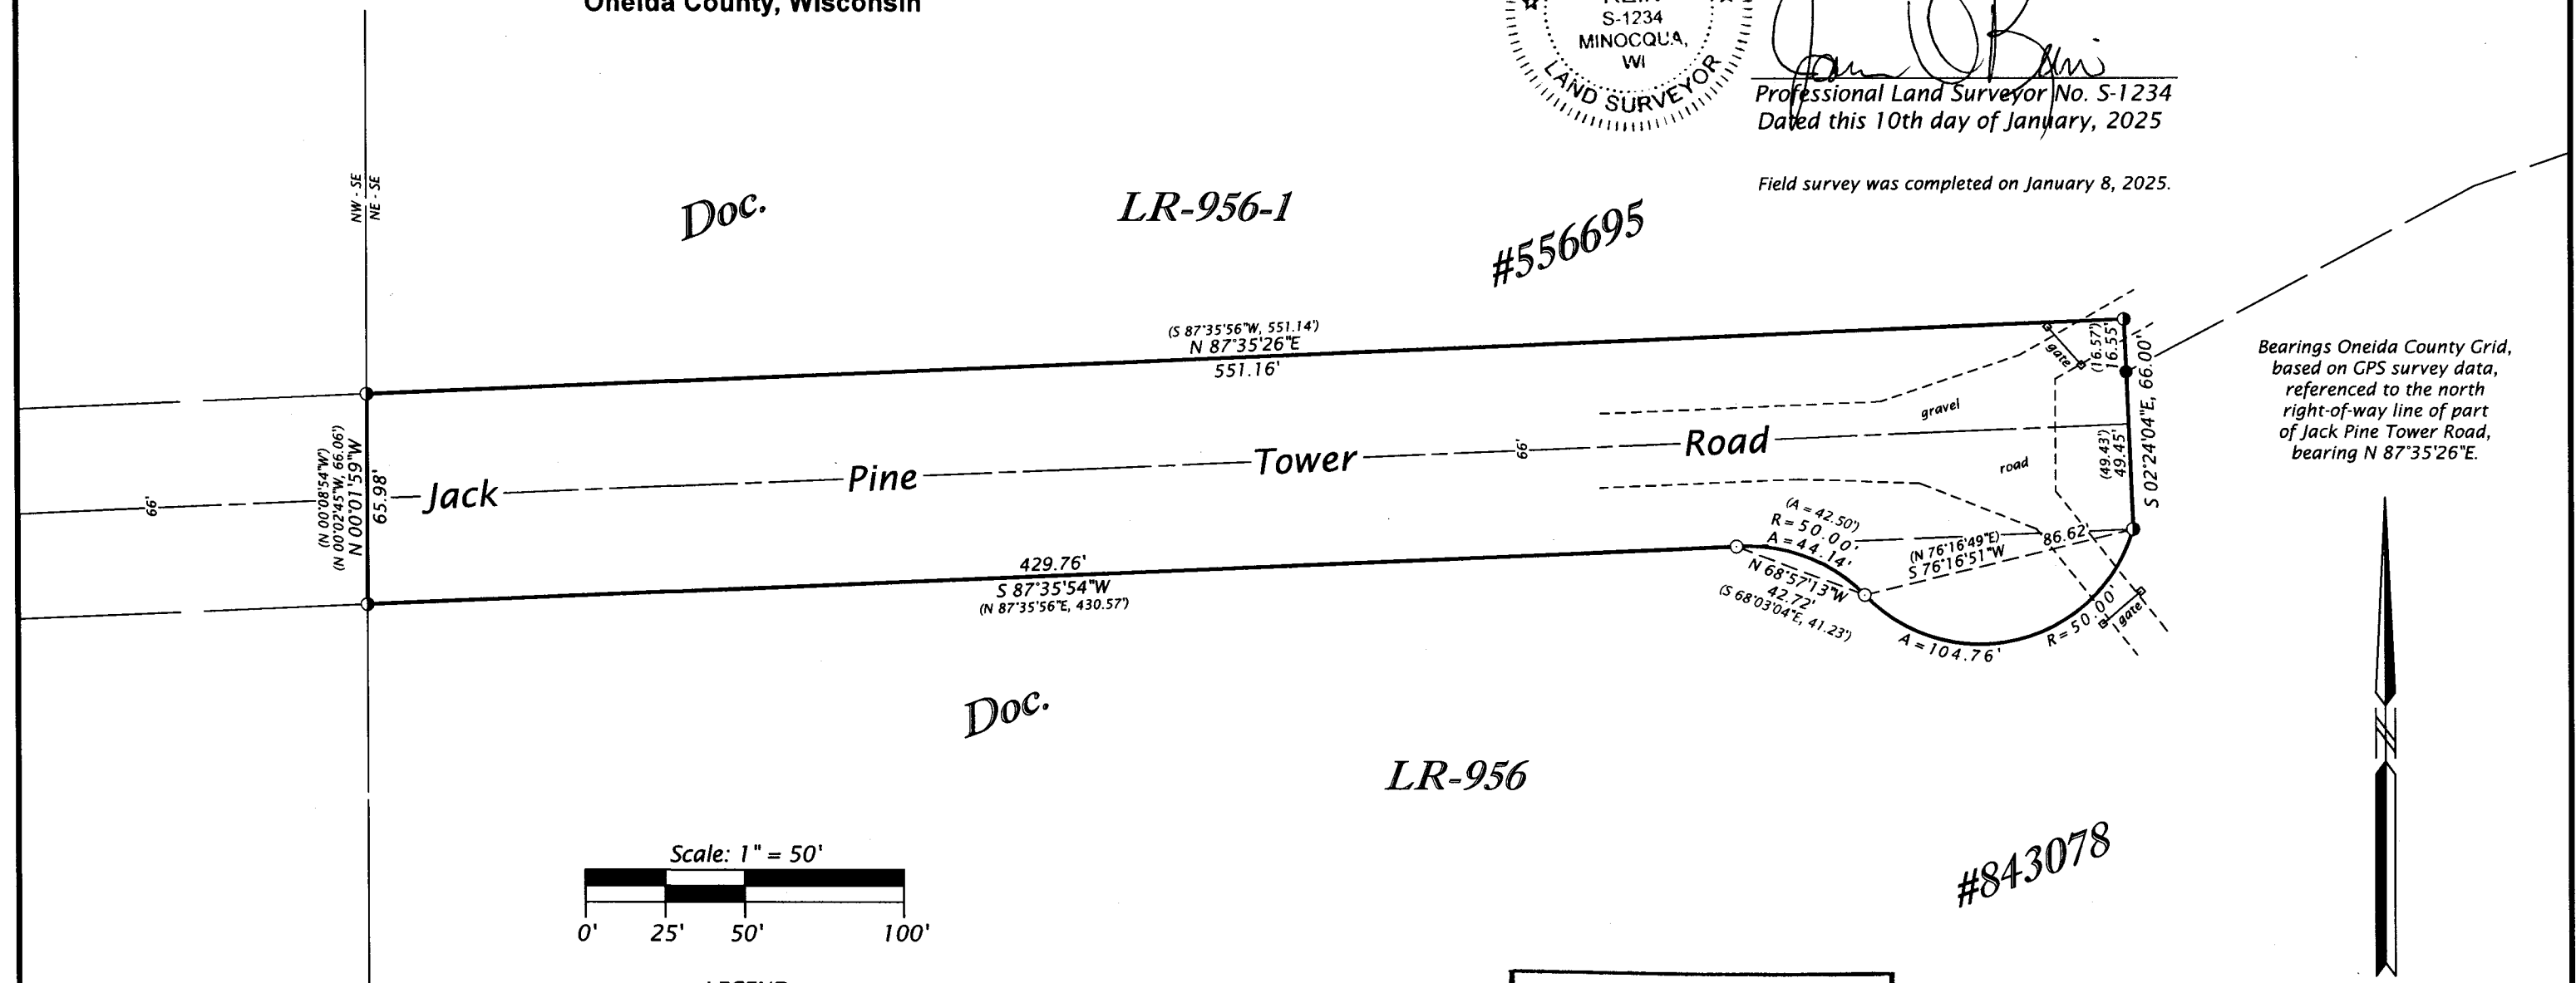 Oneida County, Wisconsin
S-1234
MINOCQUA,
WI
LAND SURVEYOR
Professional Land Surveyor No. S-1234
Dated this 10th day of January, 2025
Field survey was completed on January 8, 2025.
NW - SE
NE - SE
Doc.
LR-956-1
#556695
(S 87°35'56"W, 551.14')
N 87°35'26"E
551.16'
gate
(16.57')
16.55'
S 02°24'04"E, 66.00'
(49.43')
49.45'
Bearings Oneida County Grid,
based on GPS survey data,
referenced to the north
right-of-way line of part
of Jack Pine Tower Road,
bearing N 87°35'26"E.
gravel
road
66'
(N 00°08'54"W)
(N 00°02'45"W, 66.06')
N 00°01'59"W
65.98'
Jack Pine Tower 66' Road
(A = 42.50')
R = 50.00'
A = 44.14'
(N 76°16'49"E)
S 76°16'51"W
86.62'
N 68°57'13"W
42.72'
(S 68°03'04"E, 41.23')
429.76'
S 87°35'54"W
(N 87°35'56"E, 430.57')
A = 104.76'
R = 50.00'
gate
Doc.
LR-956
#843078
Scale: 1" = 50'
0' 25' 50' 100'
N
LEGEND